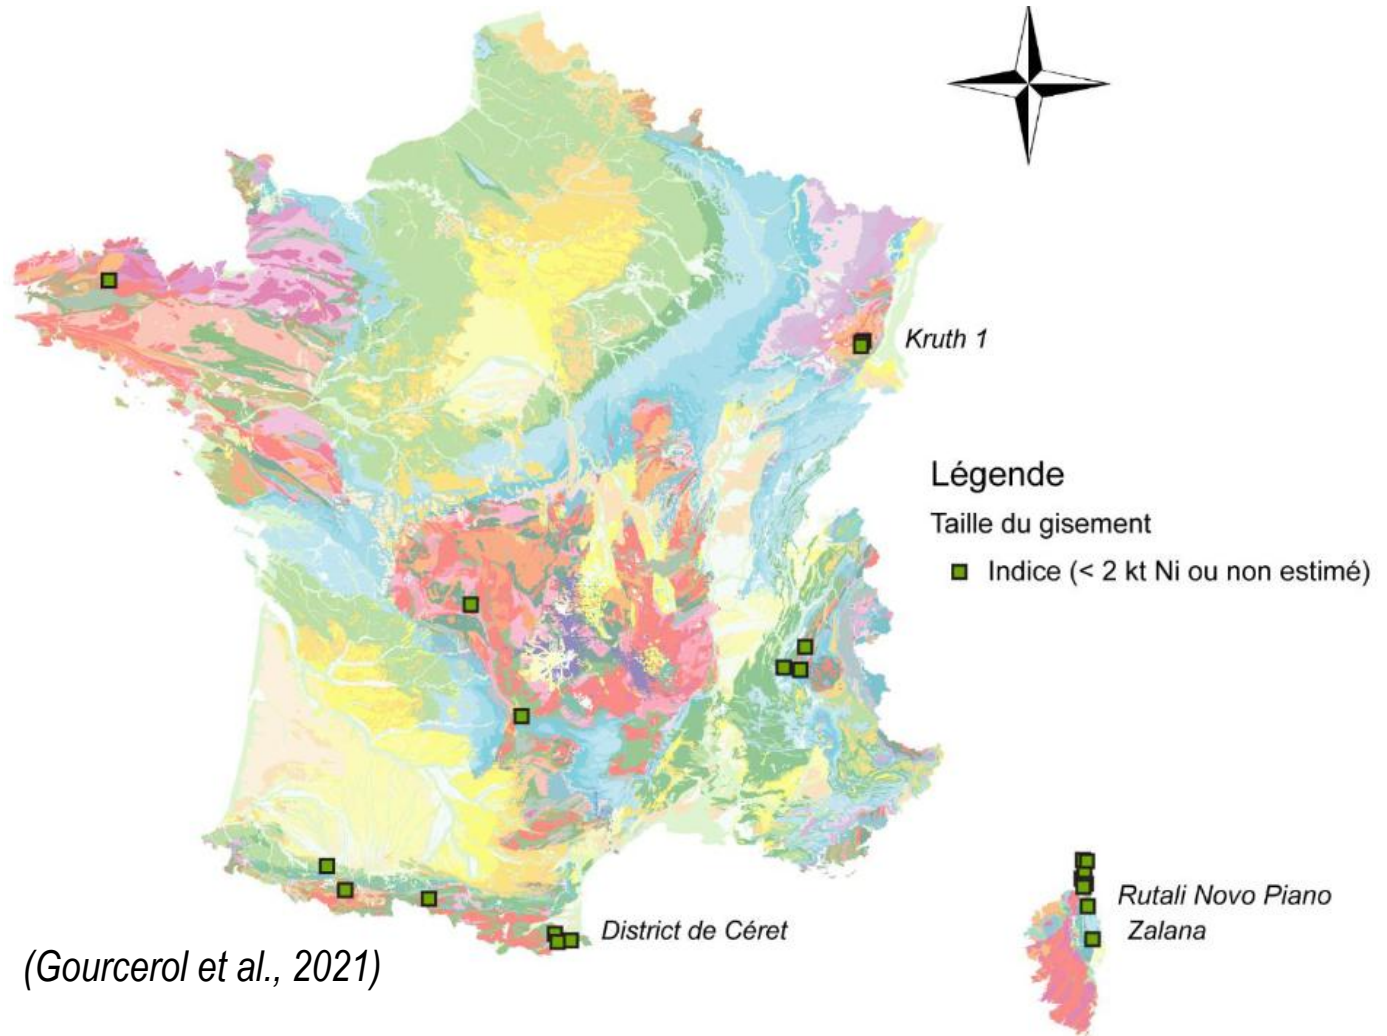 Kruth 1
Légende
Taille du gisement
Indice (< 2 kt Ni ou non estimé)
Rutali Novo Piano
Zalana
District de Céret
(Gourcerol et al., 2021)